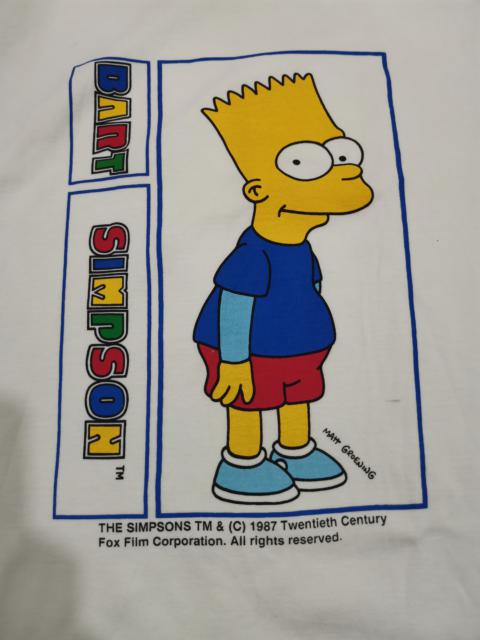 BART
SIMPSON™
MATT GROENING
THE SIMPSONS TM & (C) 1987 Twentieth Century
Fox Film Corporation. All rights reserved.